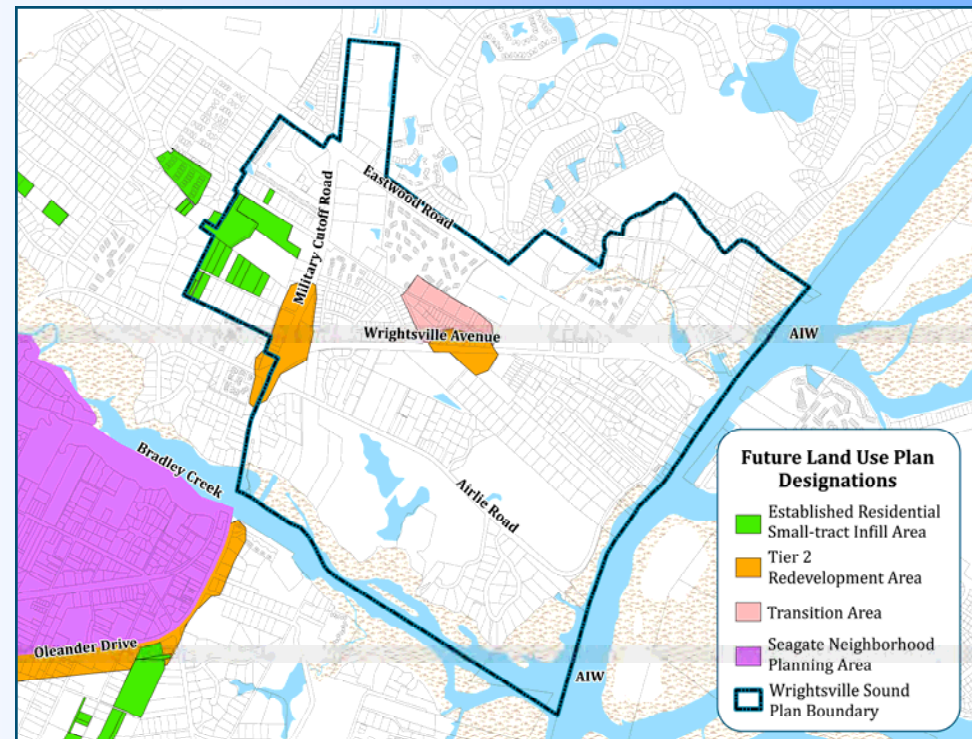 Eastwood Road
Military Cutoff Road
Wrightsville Avenue
AIW
Bradley Creek
Airlie Road
Oleander Drive
AIW
Future Land Use Plan
Designations
Established Residential
Small-tract Infill Area
Tier 2
Redevelopment Area
Transition Area
Seagate Neighborhood
Planning Area
Wrightsville Sound
Plan Boundary